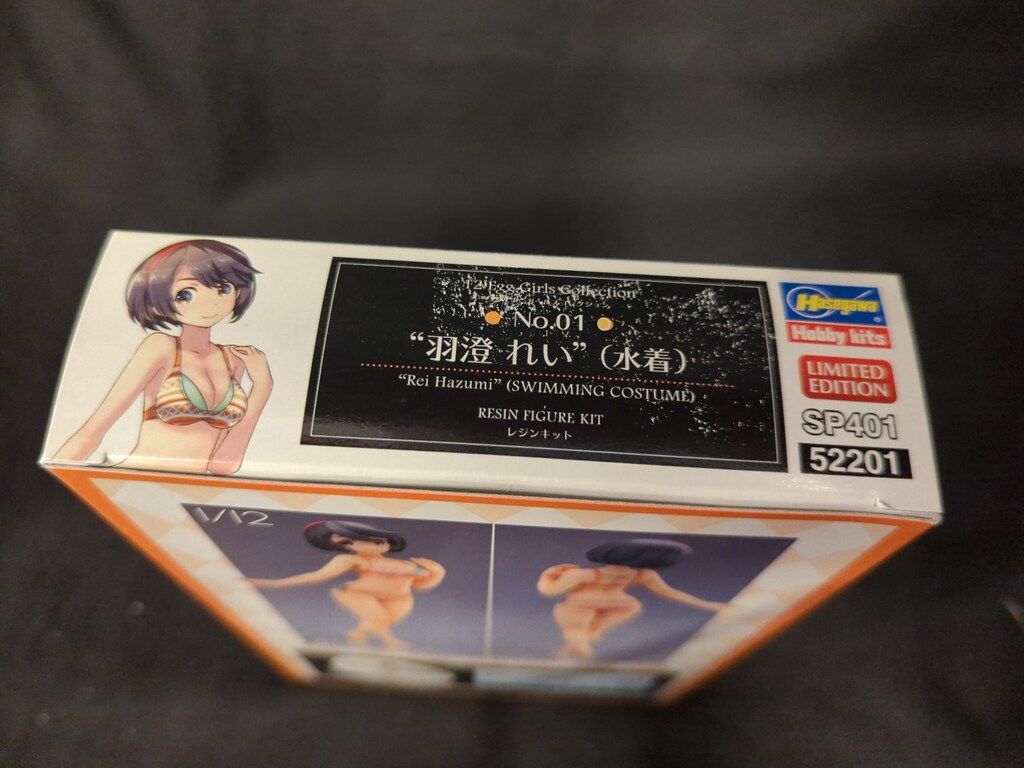 12 Egg Girls Collection
No.01
“羽澄 れい” (水着)
“Rei Hazumi” (SWIMMING COSTUME)
RESIN FIGURE KIT
レジンキット
Hasegawa
Hobby kits
LIMITED
EDITION
SP401
52201
1/12